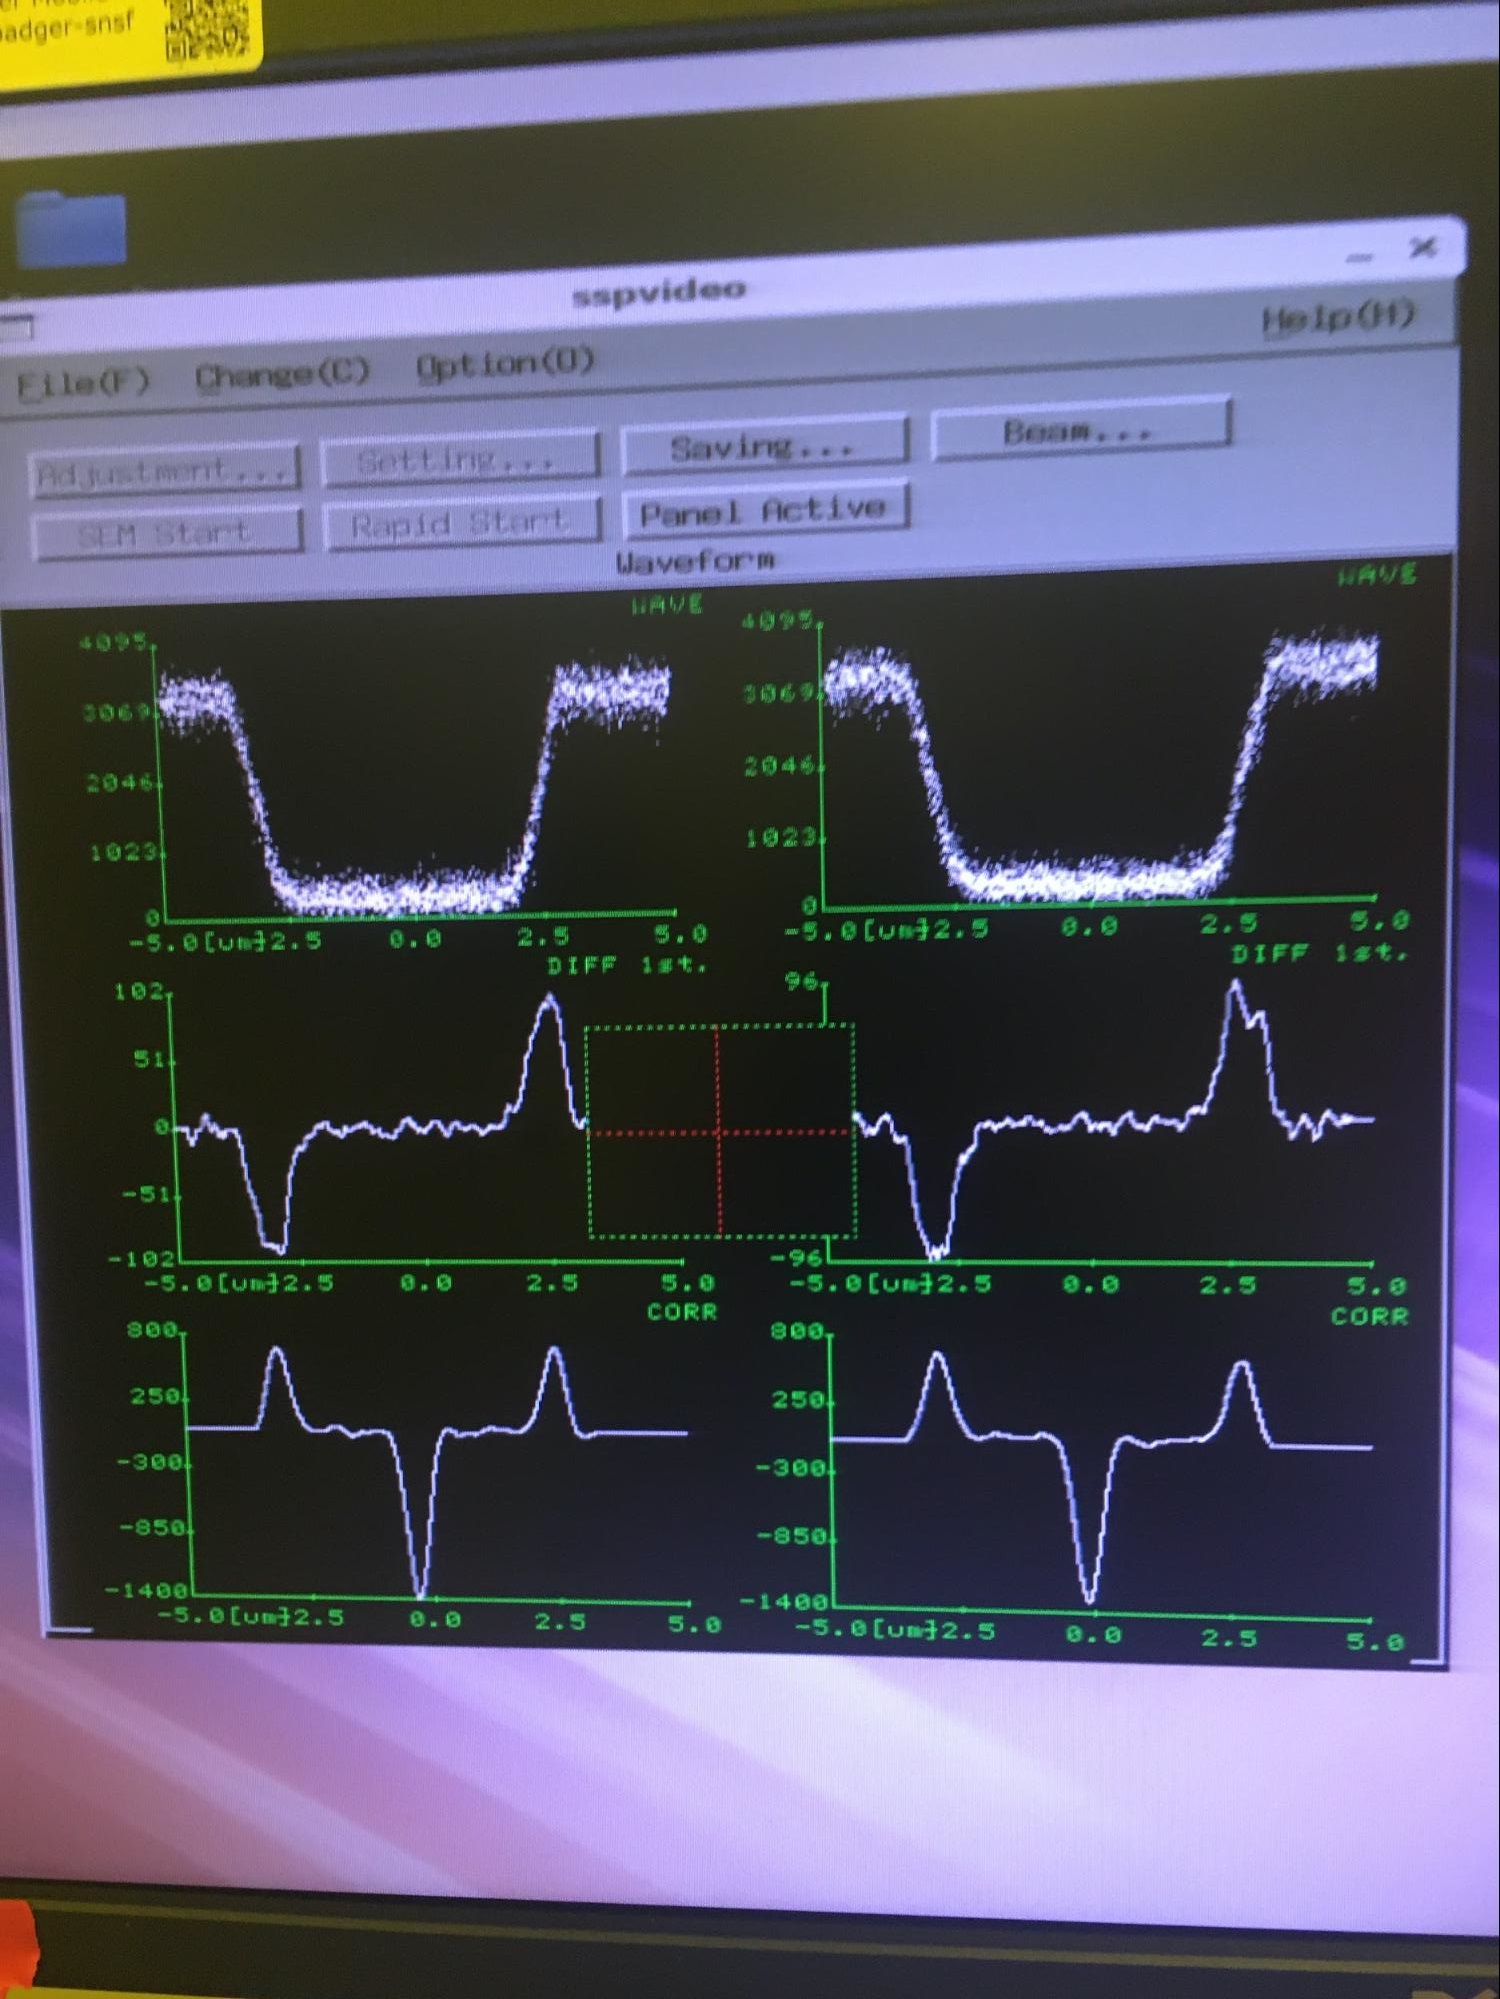 adger-snsf
sspvideo
File(F) Change(C) Option(O) Help(H)
Adjustment... Setting... Saving... Beam...
SEM Start Rapid Start Panel Active
Waveform
WAVE WAVE
4095 4095
3069 3069
2046 2046
1023 1023
0 0
-5.0[um]-2.5 0.0 2.5 5.0 -5.0[um]-2.5 0.0 2.5 5.0
DIFF 1st. DIFF 1st.
102 96
51
0
-51
-102 -96
-5.0[um]-2.5 0.0 2.5 5.0 -5.0[um]-2.5 0.0 2.5 5.0
CORR CORR
800 800
250 250
-300 -300
-850 -850
-1400 -1400
-5.0[um]-2.5 0.0 2.5 5.0 -5.0[um]-2.5 0.0 2.5 5.0